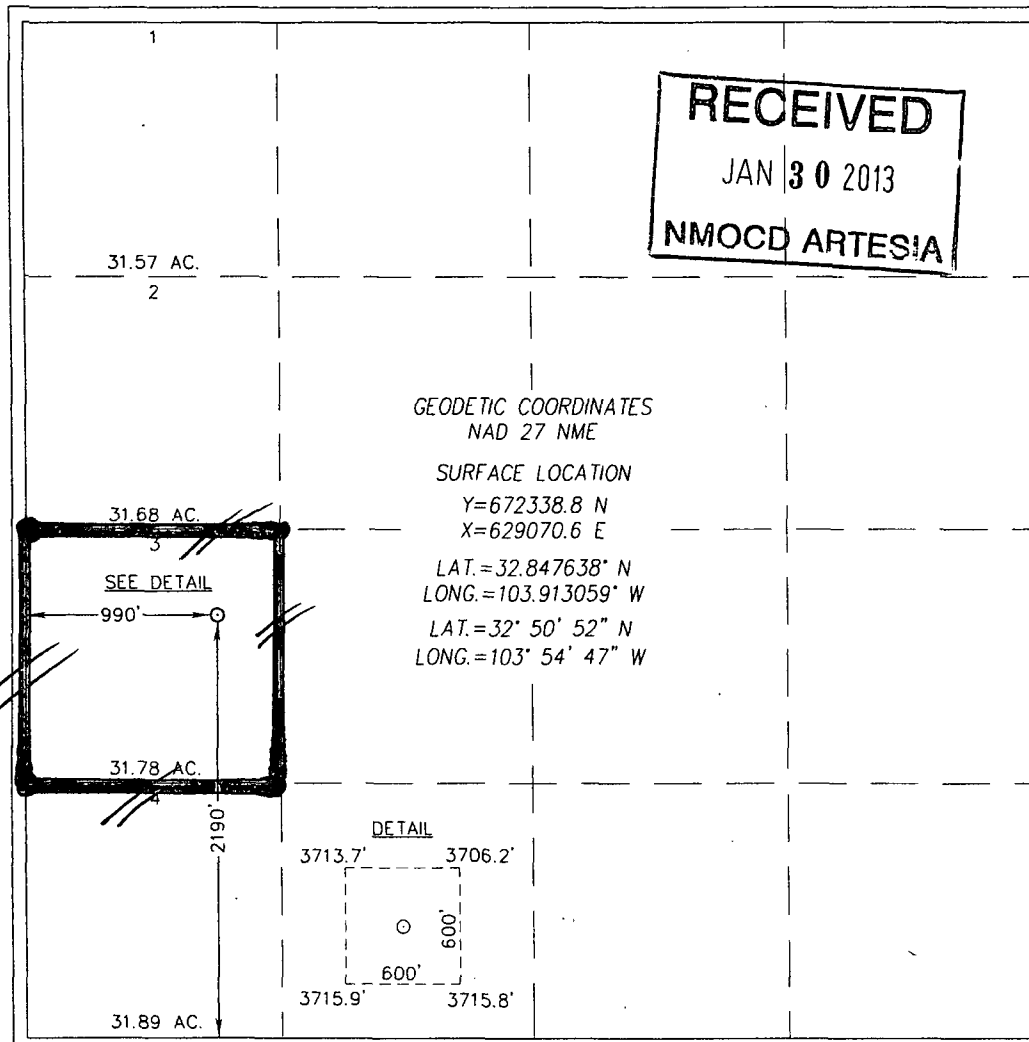 1
RECEIVED
JAN 30 2013
NMOCD ARTESIA
31.57 AC.
2
GEODETIC COORDINATES
NAD 27 NME
SURFACE LOCATION
Y=672338.8 N
X=629070.6 E
LAT.=32.847638° N
LONG.=103.913059° W
LAT.=32° 50' 52" N
LONG.=103° 54' 47" W
31.68 AC.
3
SEE DETAIL
990'
31.78 AC.
4
2190'
DETAIL
3713.7' 3706.2'
600'
600'
3715.9' 3715.8'
31.89 AC.